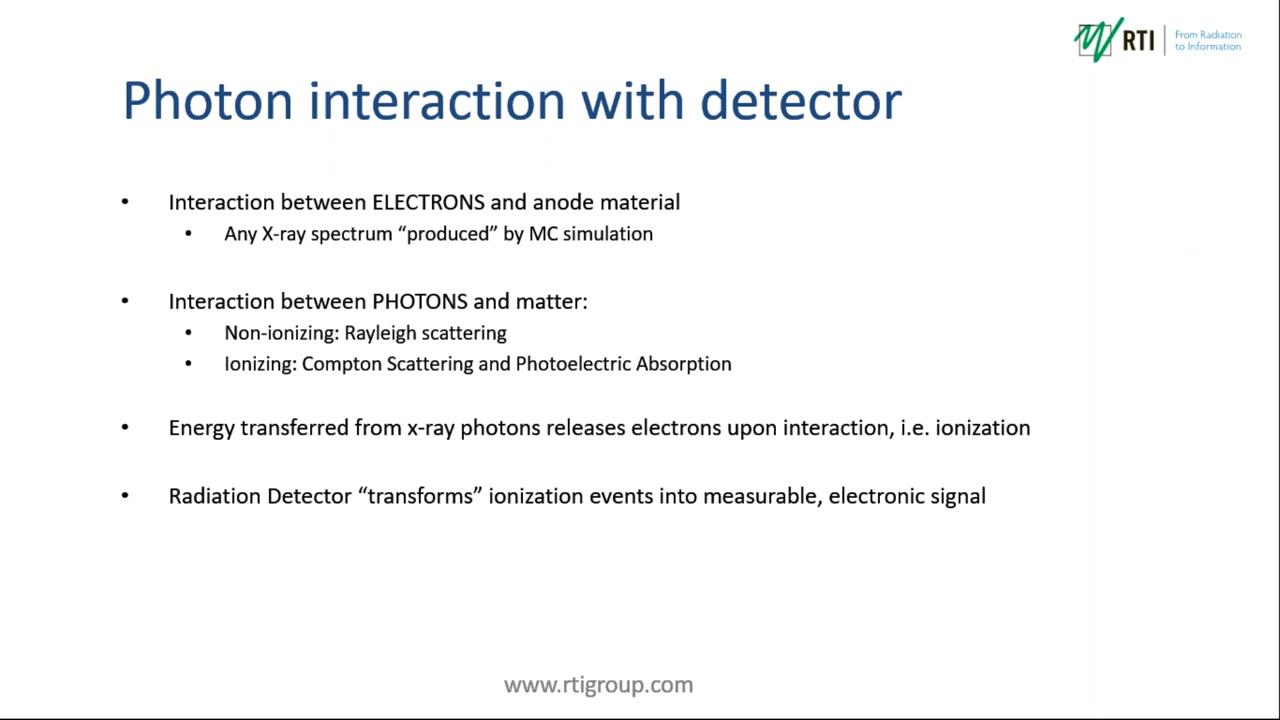 RTI
From Radiation
to Information
Photon interaction with detector
• Interaction between ELECTRONS and anode material
• Any X-ray spectrum “produced” by MC simulation
• Interaction between PHOTONS and matter:
• Non-ionizing: Rayleigh scattering
• Ionizing: Compton Scattering and Photoelectric Absorption
• Energy transferred from x-ray photons releases electrons upon interaction, i.e. ionization
• Radiation Detector “transforms” ionization events into measurable, electronic signal
www.rtigroup.com